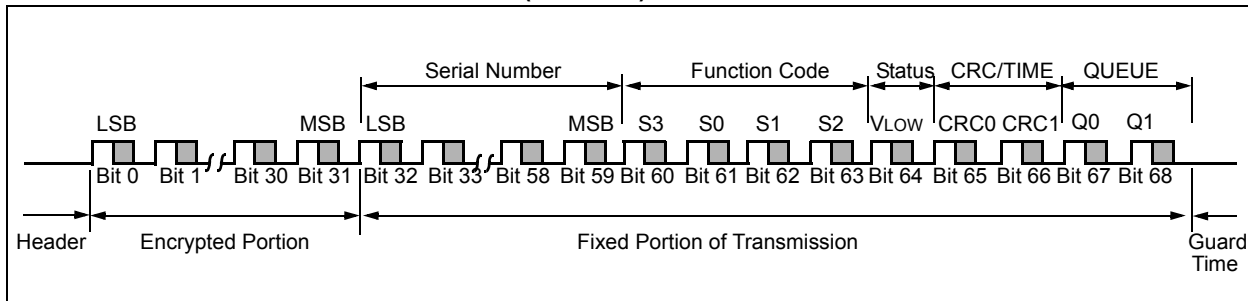 Serial Number Function Code Status CRC/TIME QUEUE
LSB MSB LSB MSB S3 S0 S1 S2 VLOW CRC0 CRC1 Q0 Q1
Bit 0 Bit 1 Bit 30 Bit 31 Bit 32 Bit 33 Bit 58 Bit 59 Bit 60 Bit 61 Bit 62 Bit 63 Bit 64 Bit 65 Bit 66 Bit 67 Bit 68
Header Encrypted Portion Fixed Portion of Transmission Guard
Time